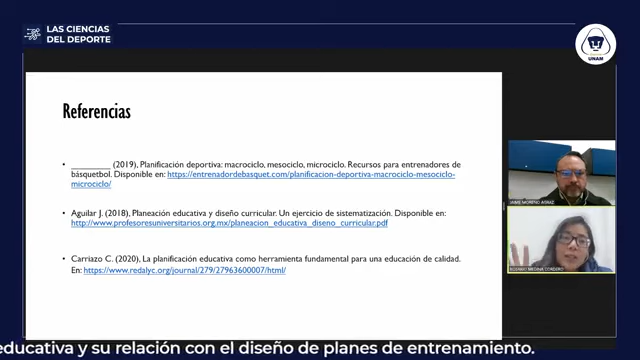 LAS CIENCIAS
DEL DEPORTE
UNAM
Referencias
• ________ (2019), Planificación deportiva: macrociclo, mesociclo, microciclo. Recursos para entrenadores de
básquetbol. Disponible en: https://entrenadordebasquet.com/planificacion-deportiva-macrociclo-mesociclo-
microciclo/
• Aguilar J. (2018), Planeación educativa y diseño curricular. Un ejercicio de sistematización. Disponible en:
http://www.profesoresuniversitarios.org.mx/planeacion_educativa_diseno_curricular.pdf
• Carriazo C. (2020), La planificación educativa como herramienta fundamental para una educación de calidad.
En: https://www.redalyc.org/journal/279/27963600007/html/
JAIME MORENO
MEDINA CORDERO
educativa y su relación con el diseño de planes de entrenamiento.